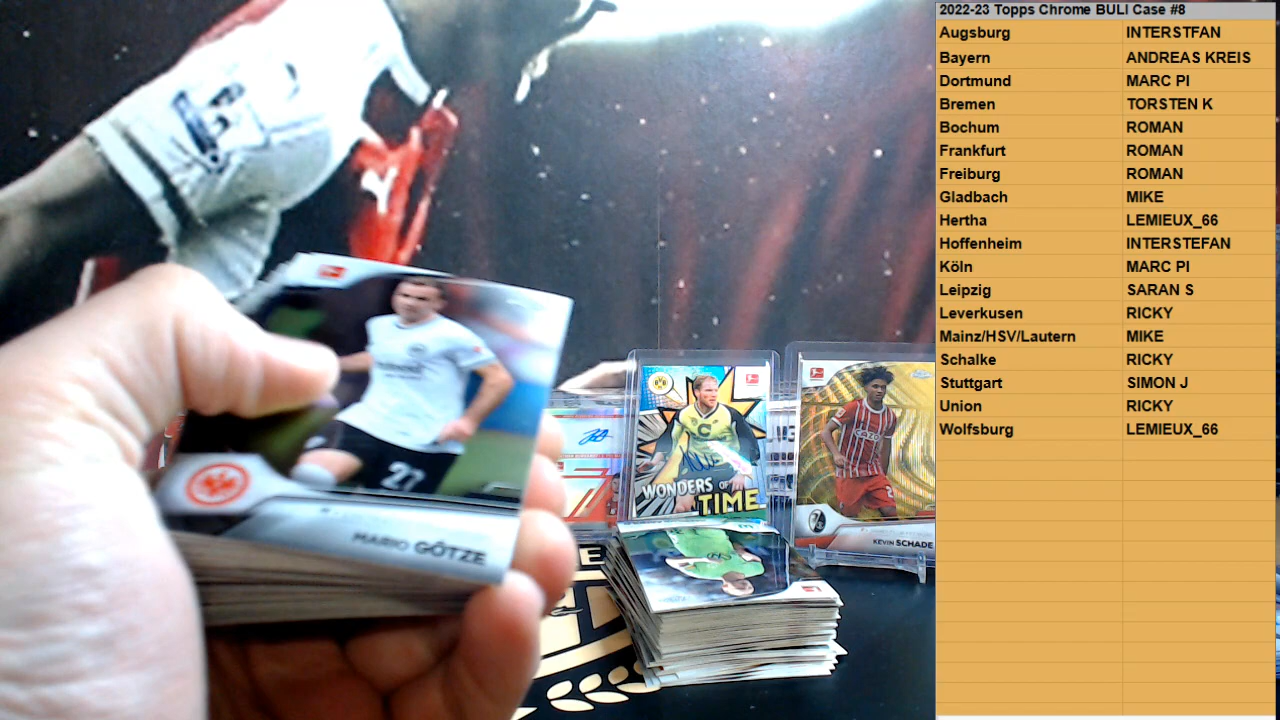 2022-23 Topps Chrome BULI Case #8
Augsburg INTERSTFAN
Bayern ANDREAS KREIS
Dortmund MARC PI
Bremen TORSTEN K
Bochum ROMAN
Frankfurt ROMAN
Freiburg ROMAN
Gladbach MIKE
Hertha LEMIEUX_66
Hoffenheim INTERSTEFAN
Köln MARC PI
Leipzig SARAN S
Leverkusen RICKY
Mainz/HSV/Lautern MIKE
Schalke RICKY
Stuttgart SIMON J
Union RICKY
Wolfsburg LEMIEUX_66
27
MARIO GÖTZE
WONDERS OF TIME
KEVIN SCHADE